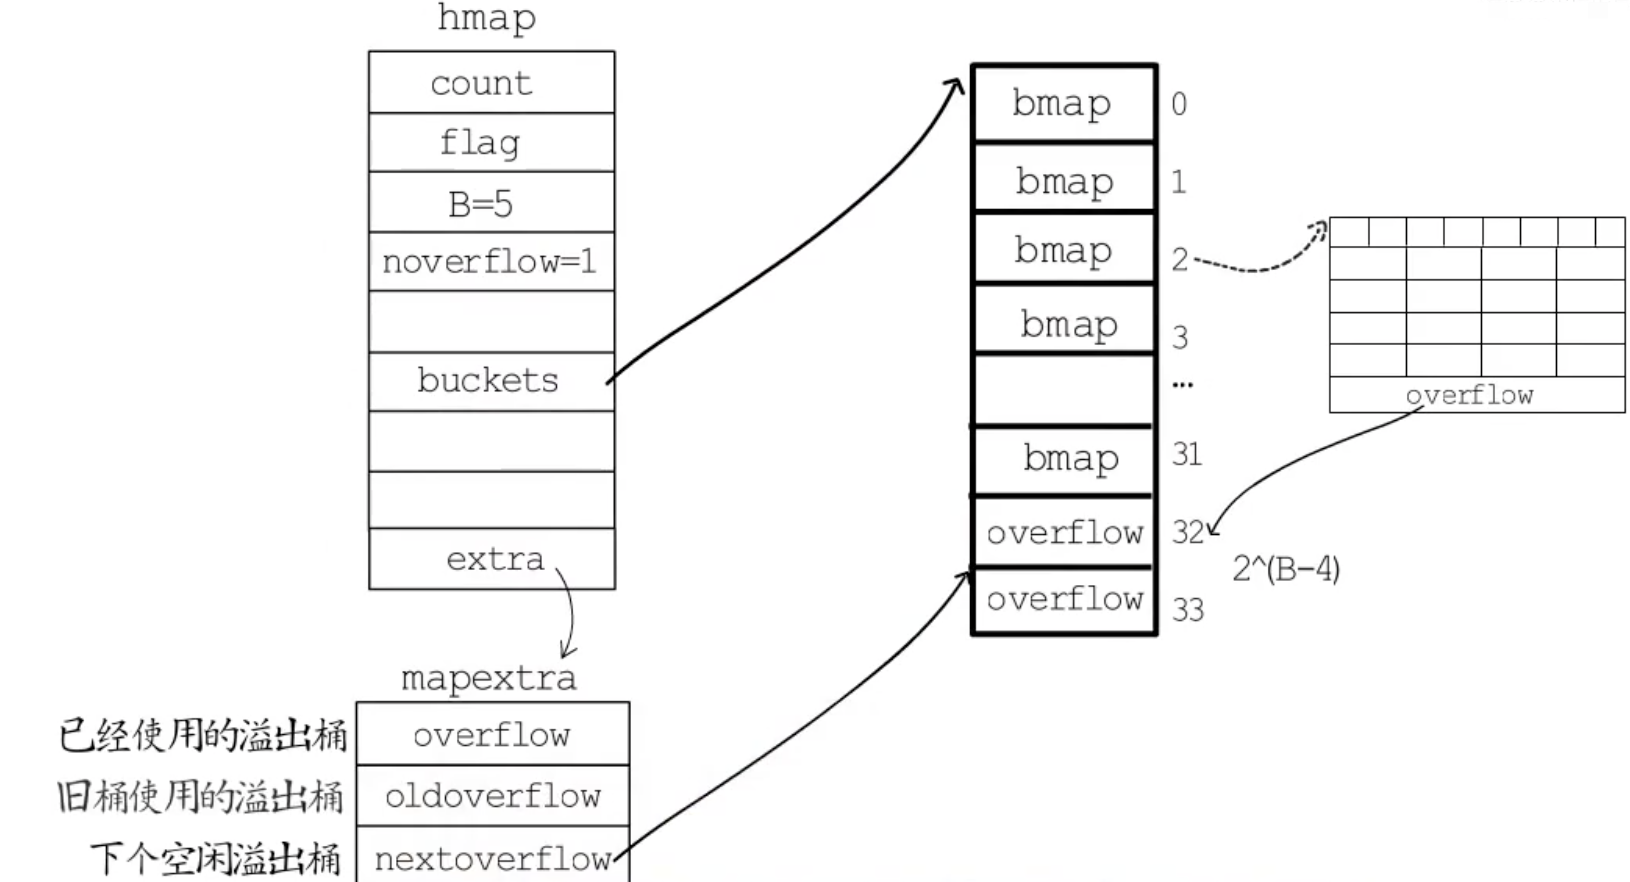 hmap
count
flag
B=5
noverflow=1
buckets
extra
mapextra
已经使用的溢出桶
overflow
旧桶使用的溢出桶
oldoverflow
下个空闲溢出桶
nextoverflow
bmap 0
bmap 1
bmap 2
bmap 3
...
bmap 31
overflow 32
2^(B-4)
overflow 33
overflow